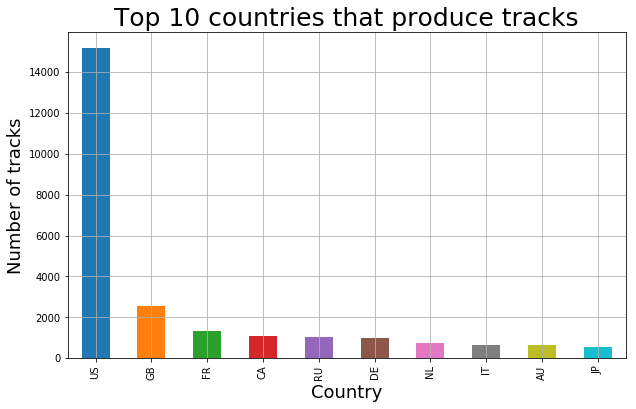 Top 10 countries that produce tracks
Number of tracks
14000
12000
10000
8000
6000
4000
2000
0
US GB FR CA RU DE NL IT AU JP
Country